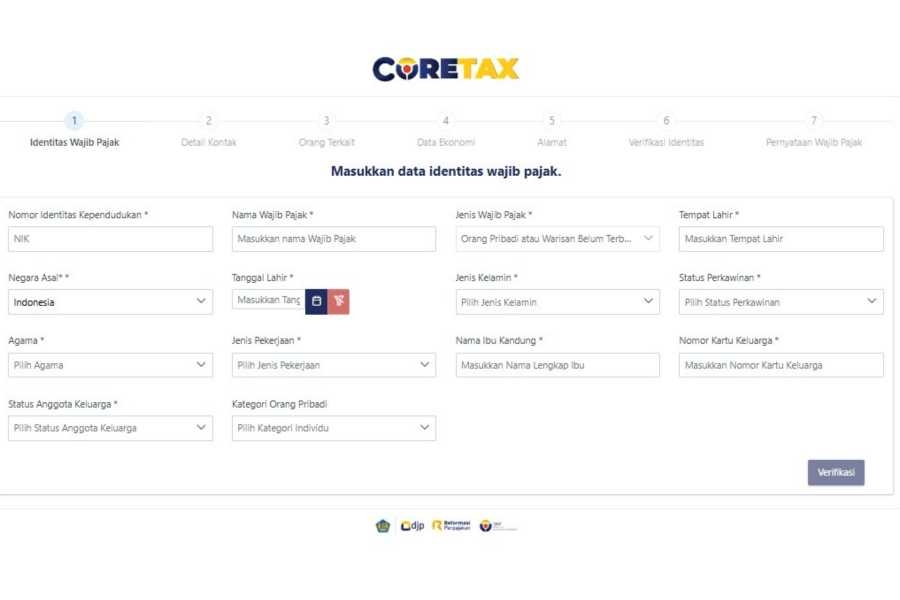 CORETAX
1 2 3 4 5 6 7
Identitas Wajib Pajak Detail Kontak Orang Terkait Data Ekonomi Alamat Verifikasi Identitas Pernyataan Wajib Pajak
Masukkan data identitas wajib pajak.
Nomor Identitas Kependudukan * Nama Wajib Pajak * Jenis Wajib Pajak * Tempat Lahir *
NIK Masukkan nama Wajib Pajak Orang Pribadi atau Warisan Belum Terb... Masukkan Tempat Lahir
Negara Asal* * Tanggal Lahir * Jenis Kelamin * Status Perkawinan *
Indonesia Masukkan Tang Pilih Jenis Kelamin Pilih Status Perkawinan
Agama * Jenis Pekerjaan * Nama Ibu Kandung * Nomor Kartu Keluarga *
Pilih Agama Pilih Jenis Pekerjaan Masukkan Nama Lengkap Ibu Masukkan Nomor Kartu Keluarga
Status Anggota Keluarga * Kategori Orang Pribadi
Pilih Status Anggota Keluarga Pilih Kategori Individu
Verifikasi
djp Reformasi
Perpajakan